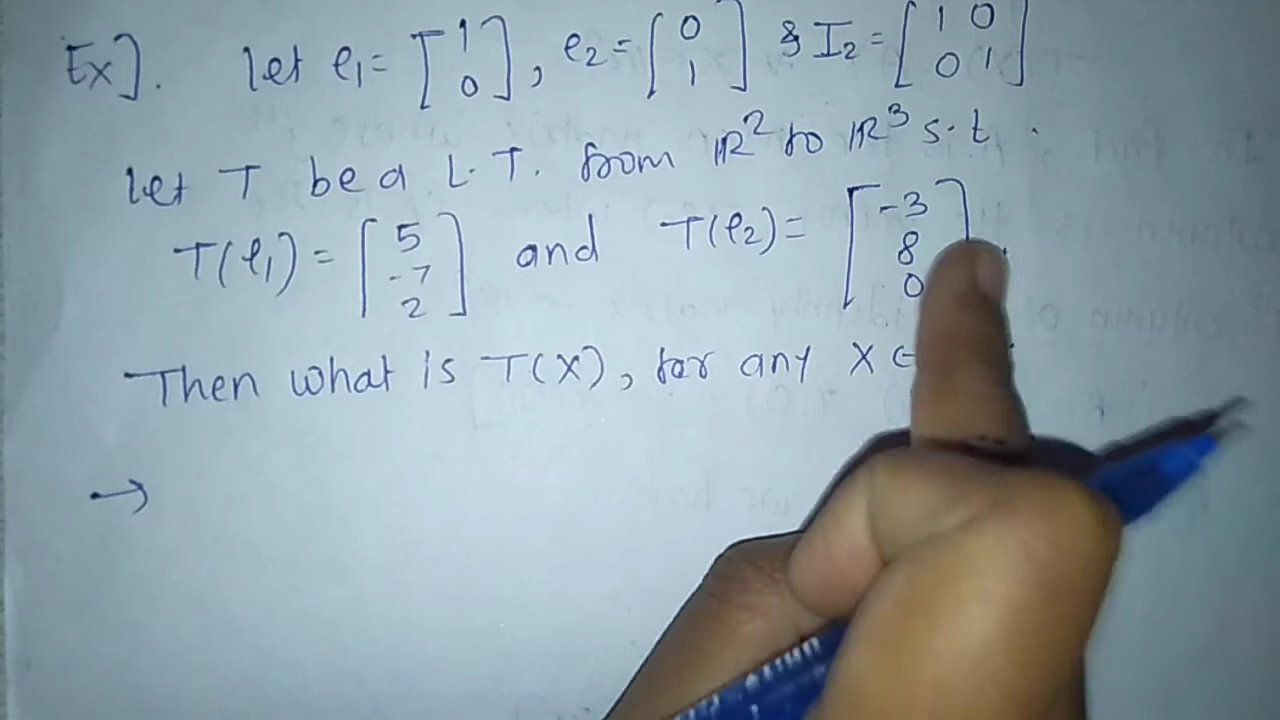 Ex]. Let e₁ = [1 0], e₂ = [0 1] & I₂ = [1 0 0 1]
Let T be a L.T. from ℝ² to ℝ³ s.t.
T(e₁) = [5 -7 2] and T(e₂) = [-3 8 0].
Then what is T(X), for any X ∈
→